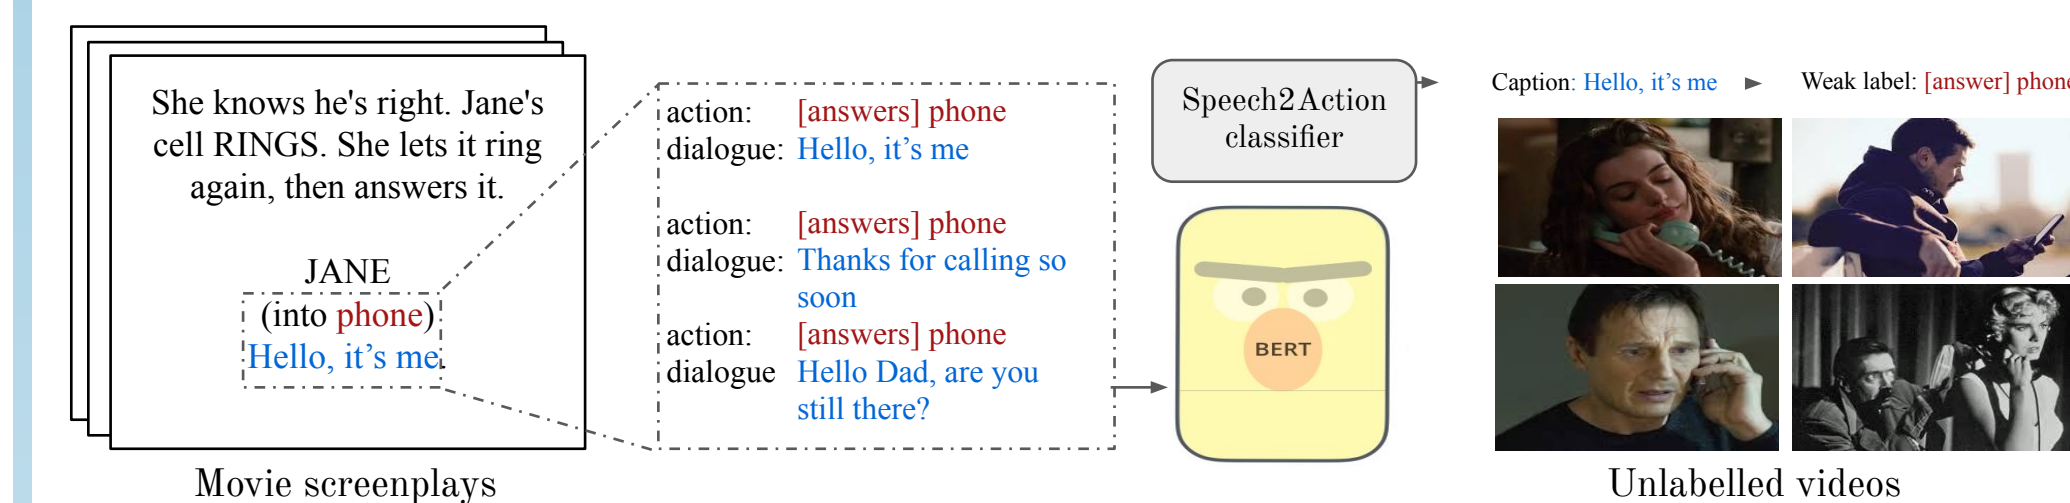 She knows he's right. Jane's
cell RINGS. She lets it ring
again, then answers it.
JANE
(into phone)
Hello, it's me.
Movie screenplays
action: [answers] phone
dialogue: Hello, it's me
action: [answers] phone
dialogue: Thanks for calling so
soon
action: [answers] phone
dialogue Hello Dad, are you
still there?
Speech2Action
classifier
BERT
Caption: Hello, it's me ► Weak label: [answer] phone
Unlabelled videos